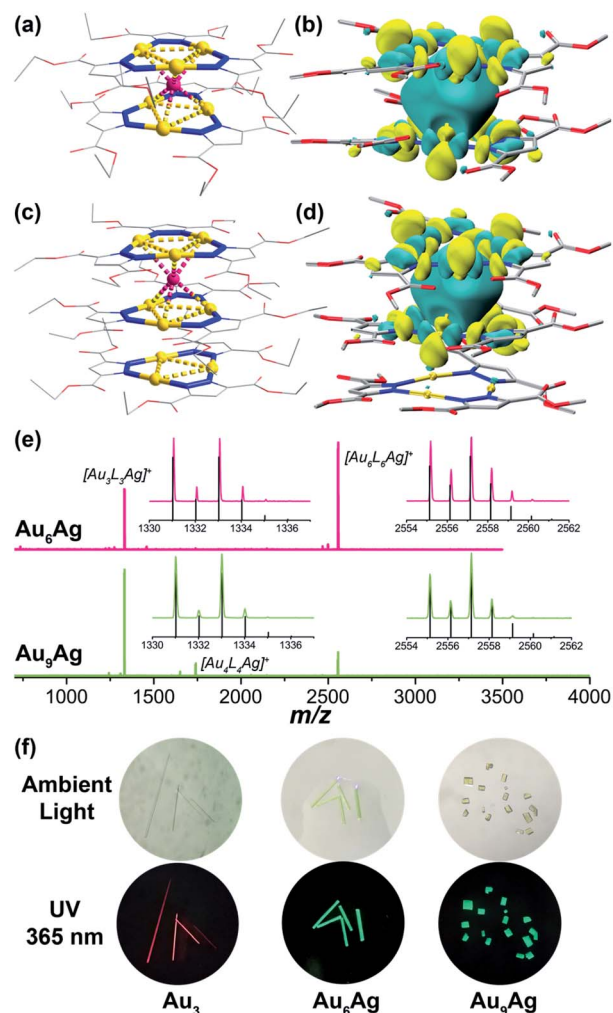 (a)
(b)
(c)
(d)
(e)
[Au₃L₃Ag]⁺
[Au₆L₆Ag]⁺
1330 1332 1334 1336
2554 2556 2558 2560 2562
Au₆Ag
1330 1332 1334 1336
2554 2556 2558 2560 2562
Au₉Ag
[Au₄L₄Ag]⁺
1000 1500 2000 2500 3000 3500 4000
m/z
(f)
Ambient
Light
UV
365 nm
Au₃ Au₆Ag Au₉Ag